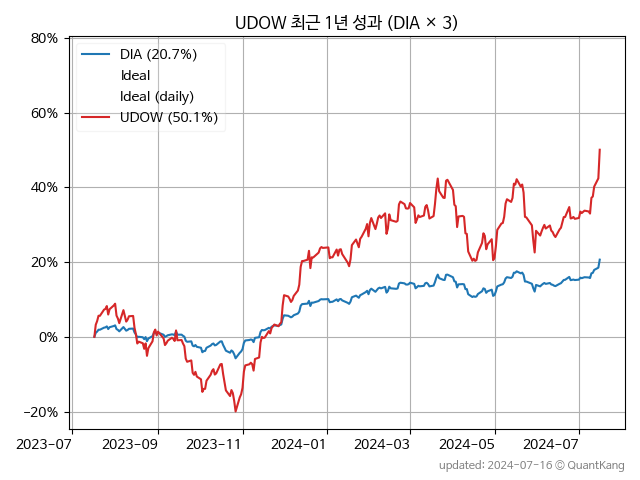 UDOW 최근 1년 성과 (DIA × 3)
80%
60%
40%
20%
0%
−20%
DIA (20.7%)
Ideal
Ideal (daily)
UDOW (50.1%)
2023−07
2023−09
2023−11
2024−01
2024−03
2024−05
2024−07
updated: 2024−07−16 © QuantKang